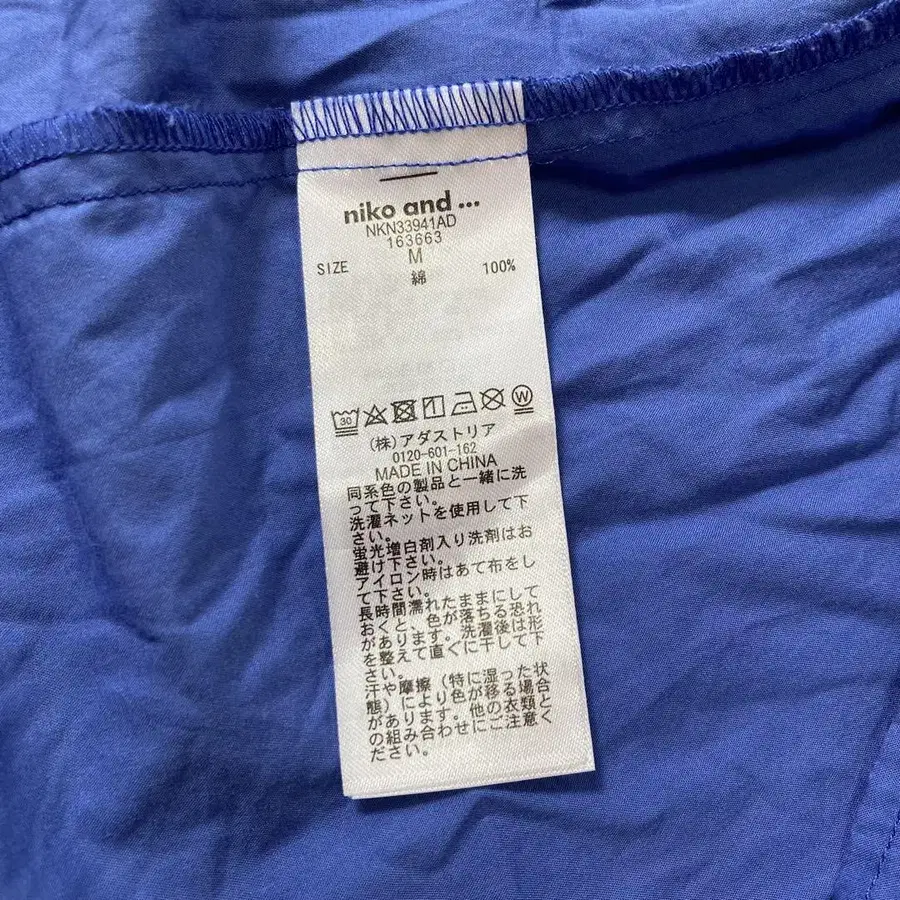 niko and ...
NKN33941AD
163663
SIZE M
綿 100%
30 W
(株)アダストリア
0120-601-162
MADE IN CHINA
同系色の製品と一緒に洗
って下さい。
洗濯ネットを使用して下
さい。
蛍光増白剤入り洗剤はお
避け下さい。
アイロン時はあて布をし
て下さい。
長時間濡れたままにして
おくと、色が落ちる恐れ
があります。洗濯後は形
を整えて直ぐに干して下
さい。
汗や摩擦(特に湿った状
態)により色が移る場合
があります。他の衣類と
の組み合わせにご注意く
ださい。